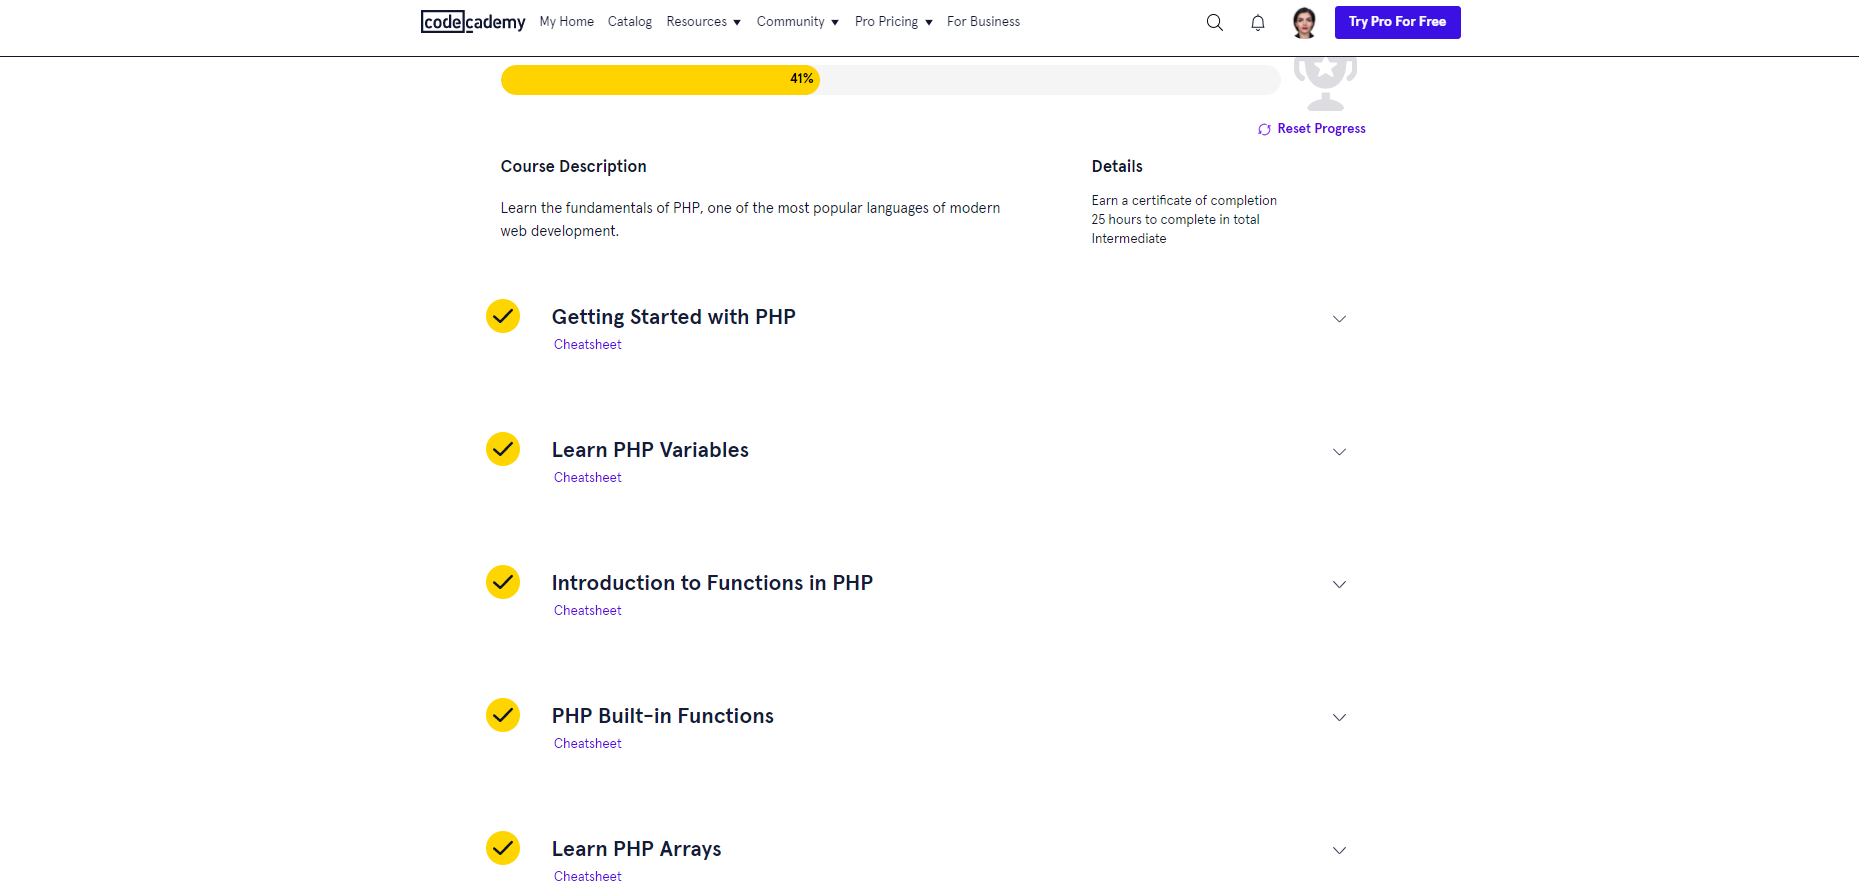 codecademy My Home Catalog Resources Community Pro Pricing For Business Try Pro For Free
41%
Reset Progress
Course Description
Learn the fundamentals of PHP, one of the most popular languages of modern
web development.
Details
Earn a certificate of completion
25 hours to complete in total
Intermediate
Getting Started with PHP
Cheatsheet
Learn PHP Variables
Cheatsheet
Introduction to Functions in PHP
Cheatsheet
PHP Built-in Functions
Cheatsheet
Learn PHP Arrays
Cheatsheet